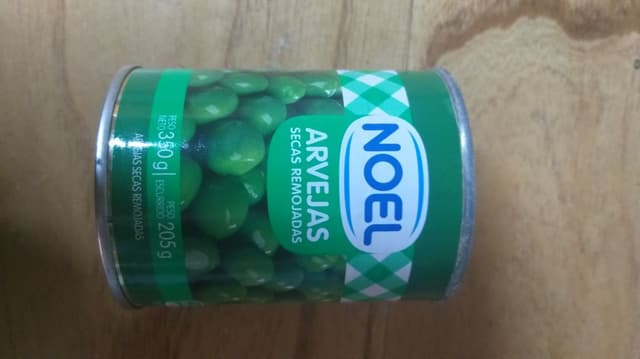 NOEL
ARVEJAS
SECAS REMOJADAS
PESO
NETO 350 g
PESO
ESCURRIDO 205 g
ARVEJAS SECAS REMOJADAS